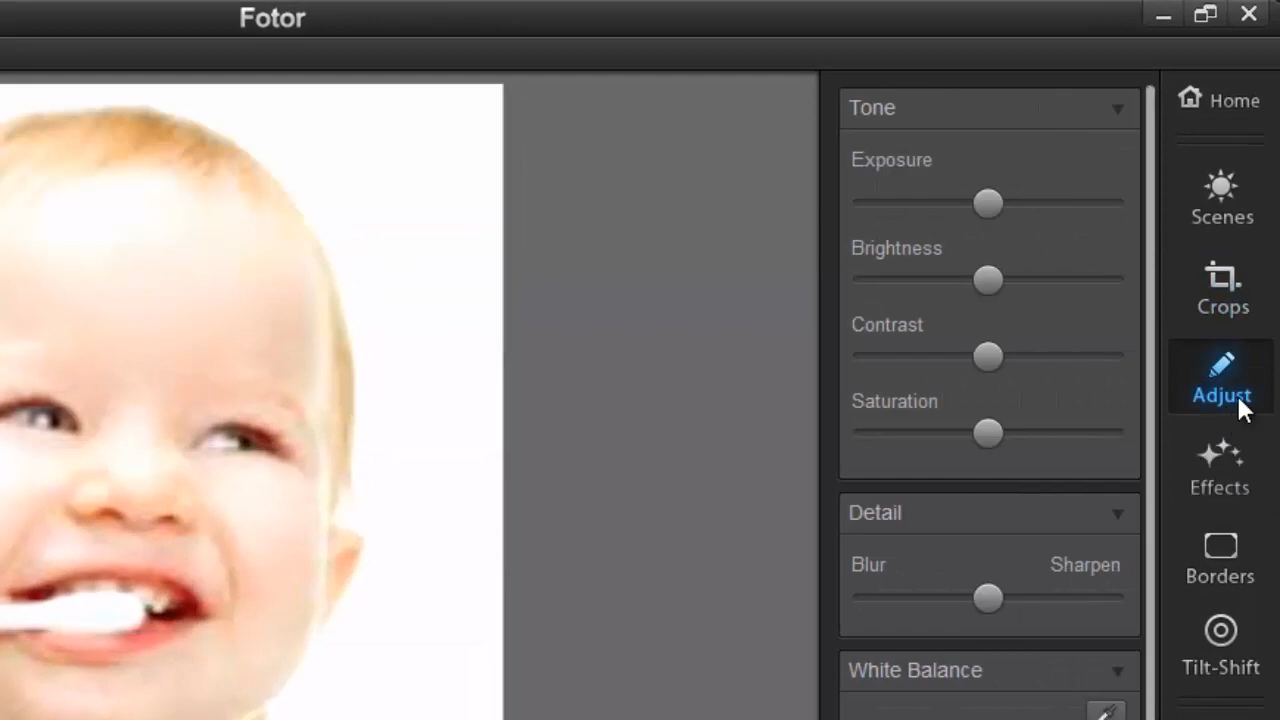 Fotor
Home
Tone
Exposure
Brightness
Contrast
Saturation
Detail
Blur Sharpen
White Balance
Scenes
Crops
Adjust
Effects
Borders
Tilt-Shift